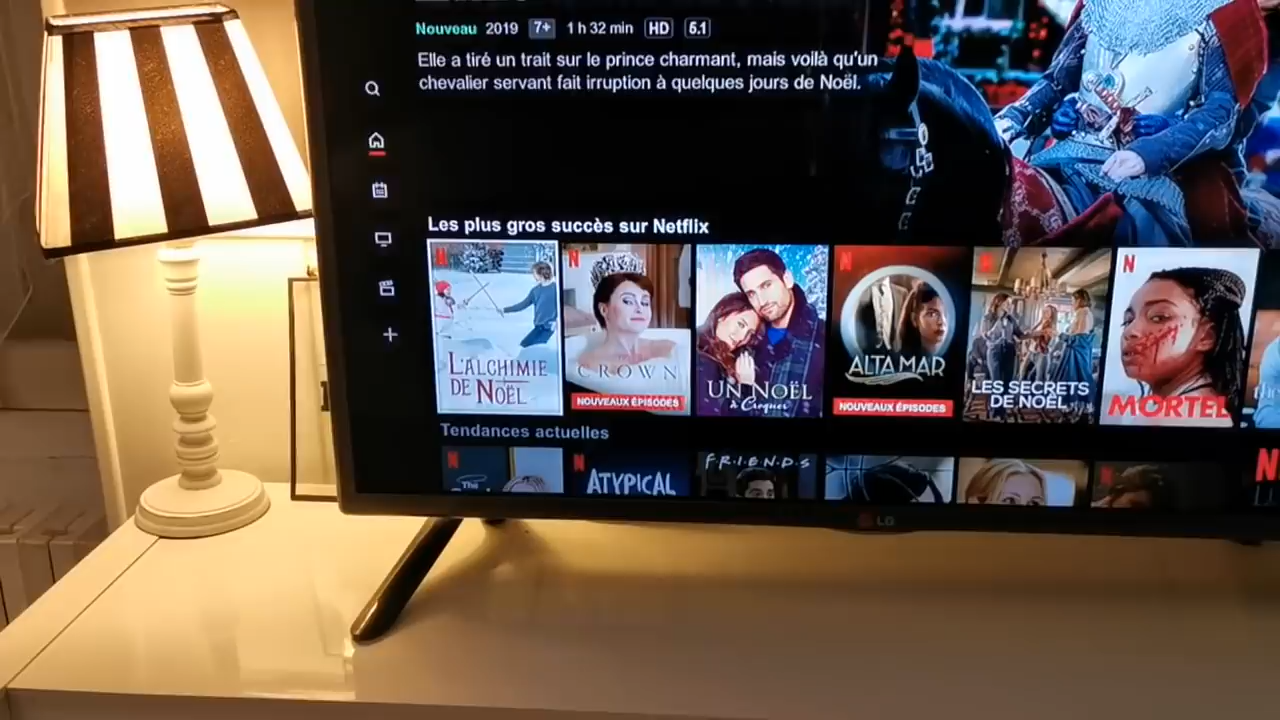 Nouveau 2019 7+ 1 h 32 min HD 5.1
Elle a tiré un trait sur le prince charmant, mais voilà qu'un
chevalier servant fait irruption à quelques jours de Noël.
Les plus gros succès sur Netflix
N
L'ALCHIMIE
DE NOËL
N
CROWN
NOUVEAUX ÉPISODES
UN NOËL
à Croquer
N
ALTA MAR
NOUVEAUX ÉPISODES
N
LES SECRETS
DE NOËL
N
MORTEL
Tendances actuelles
N
The
N
ATYPICAL
F·R·I·E·N·D·S
N
N
LG